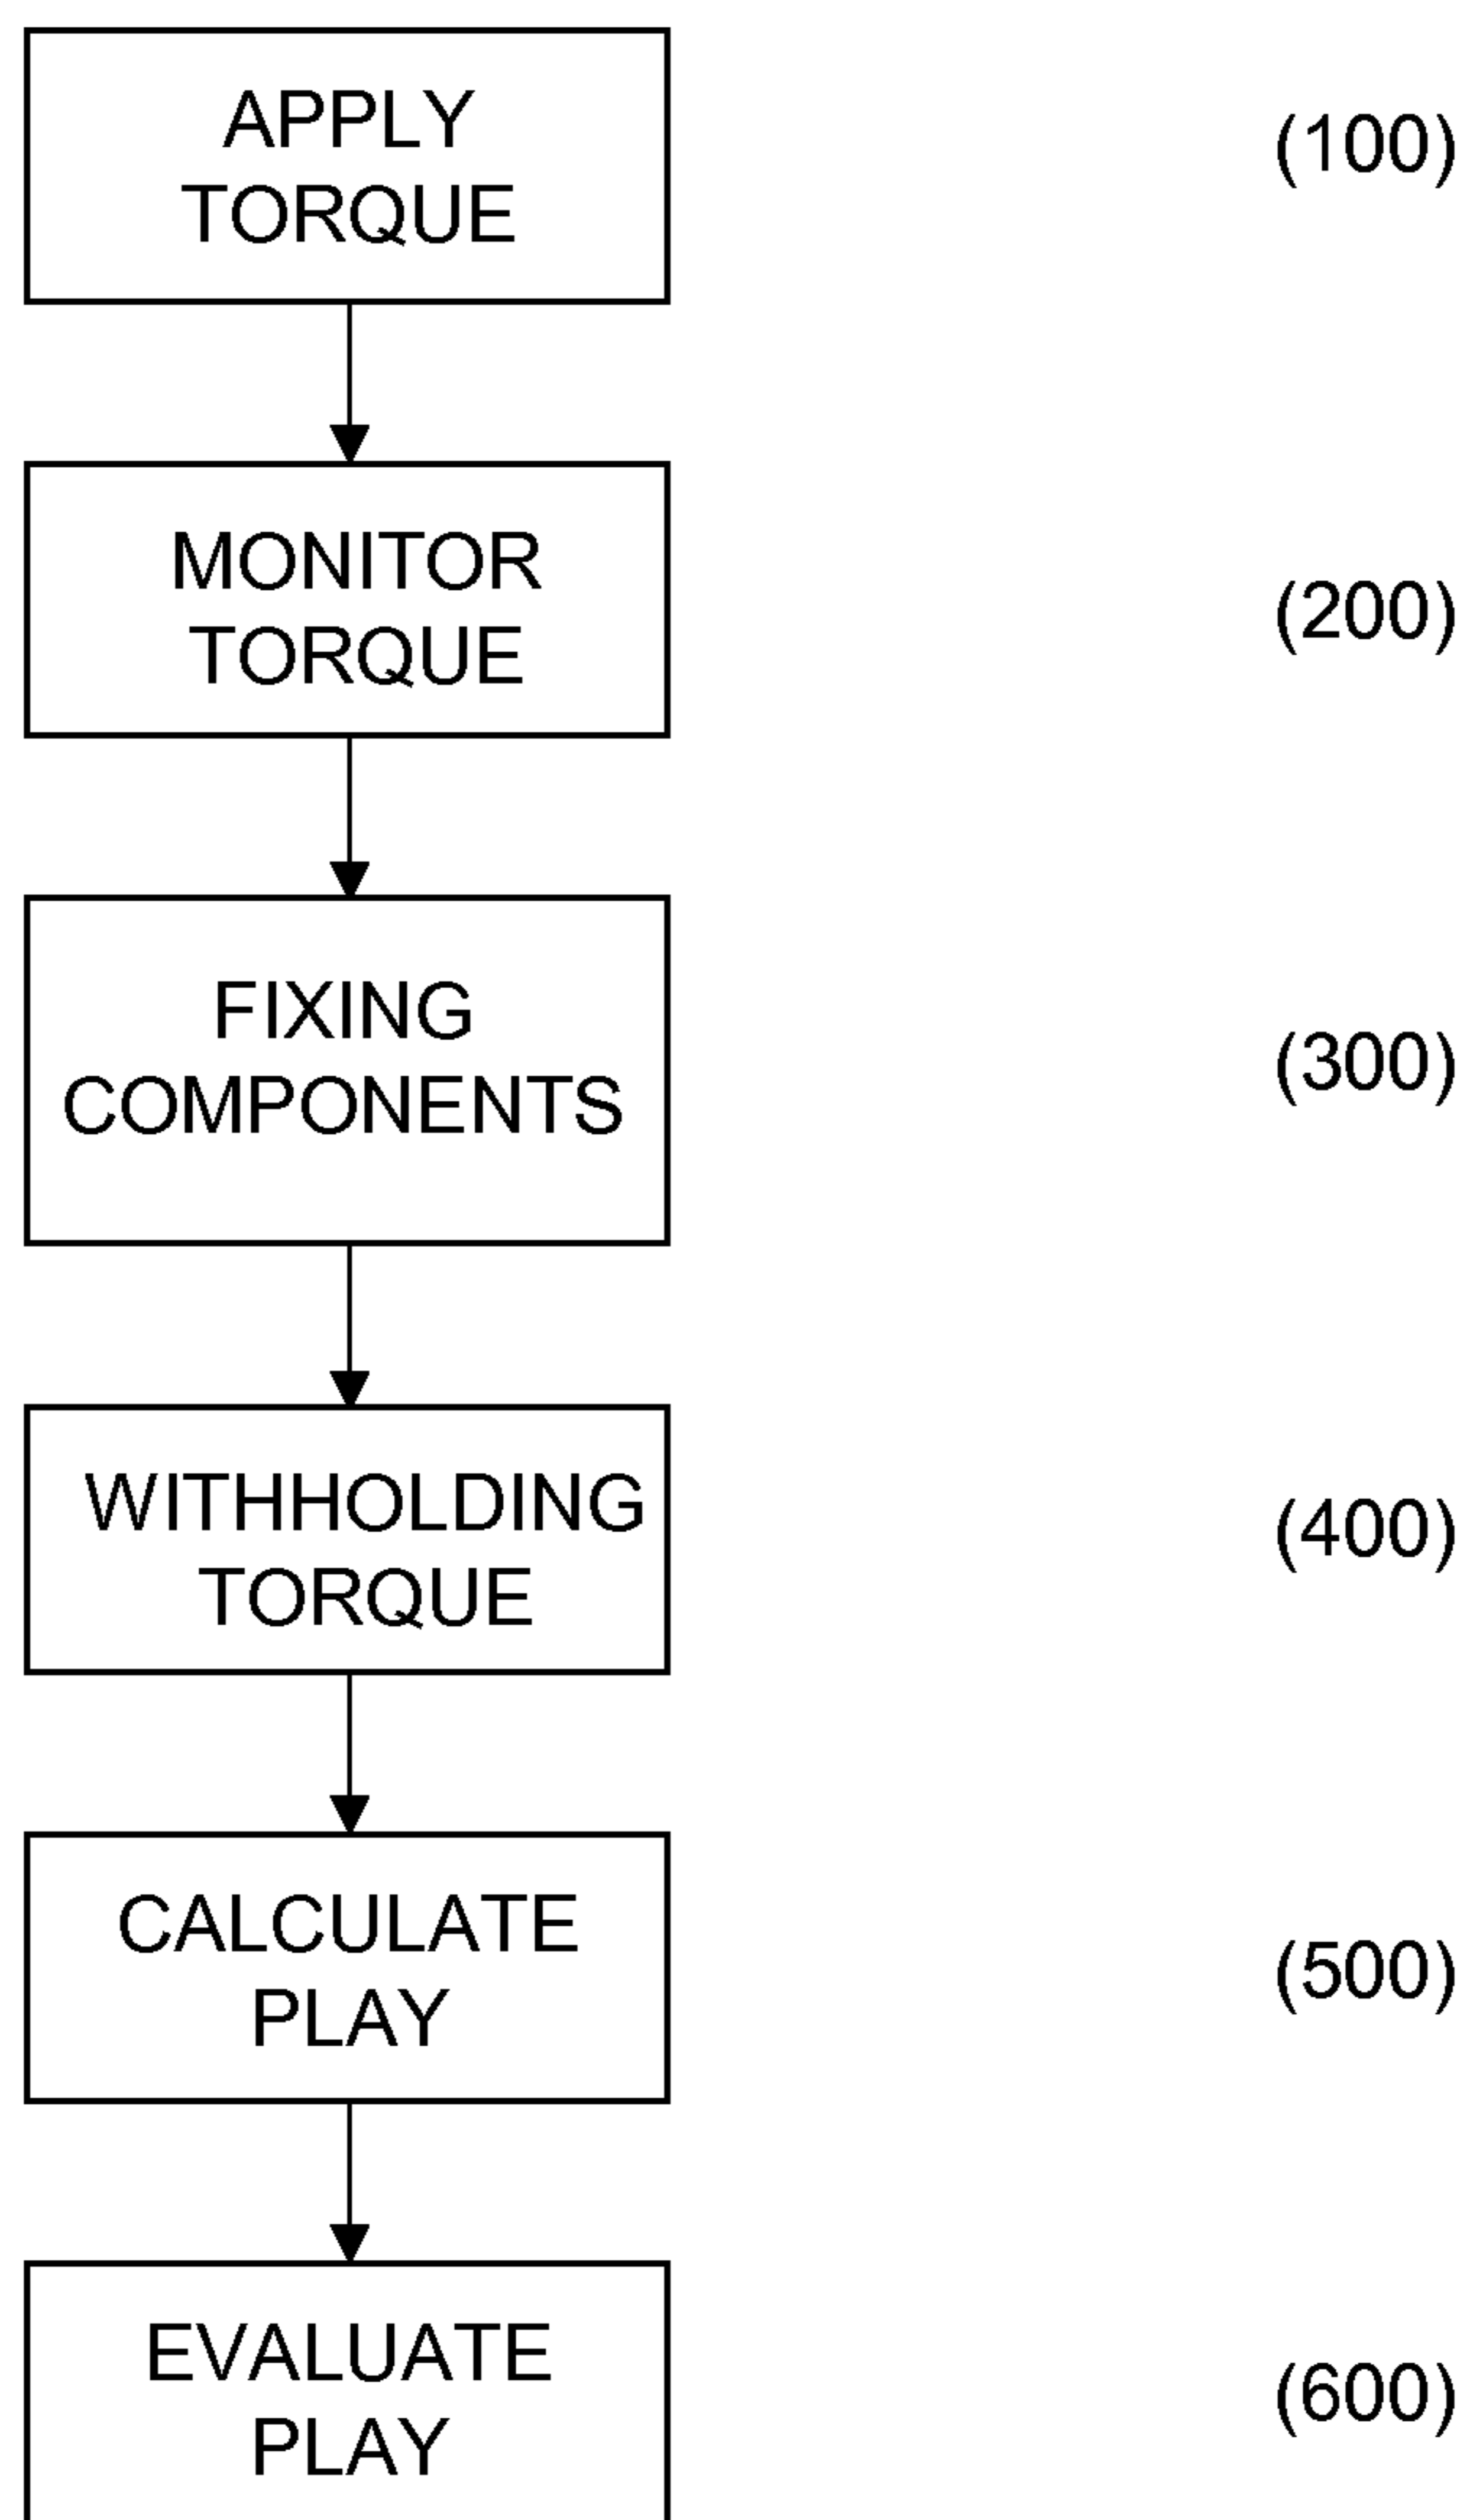 APPLY
TORQUE
(100)
MONITOR
TORQUE
(200)
FIXING
COMPONENTS
(300)
WITHHOLDING
TORQUE
(400)
CALCULATE
PLAY
(500)
EVALUATE
PLAY
(600)